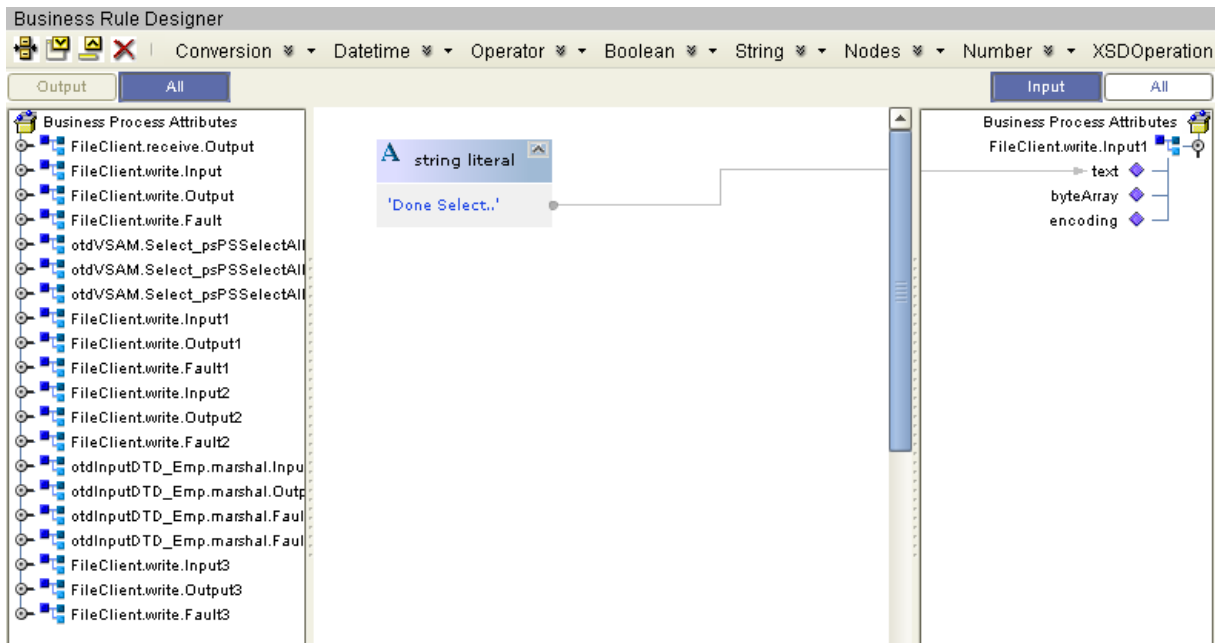 Business Rule Designer
Conversion Datetime Operator Boolean String Nodes Number XSDOperation
Output All Input All
Business Process Attributes
FileClient.receive.Output
FileClient.write.Input
FileClient.write.Output
FileClient.write.Fault
otdVSAM.Select_psPSSelectAll
otdVSAM.Select_psPSSelectAll
otdVSAM.Select_psPSSelectAll
FileClient.write.Input1
FileClient.write.Output1
FileClient.write.Fault1
FileClient.write.Input2
FileClient.write.Output2
FileClient.write.Fault2
otdInputDTD_Emp.marshal.Inpu
otdInputDTD_Emp.marshal.Outp
otdInputDTD_Emp.marshal.Faul
otdInputDTD_Emp.marshal.Faul
FileClient.write.Input3
FileClient.write.Output3
FileClient.write.Fault3
A string literal
'Done Select..'
Business Process Attributes
FileClient.write.Input1
text
byteArray
encoding